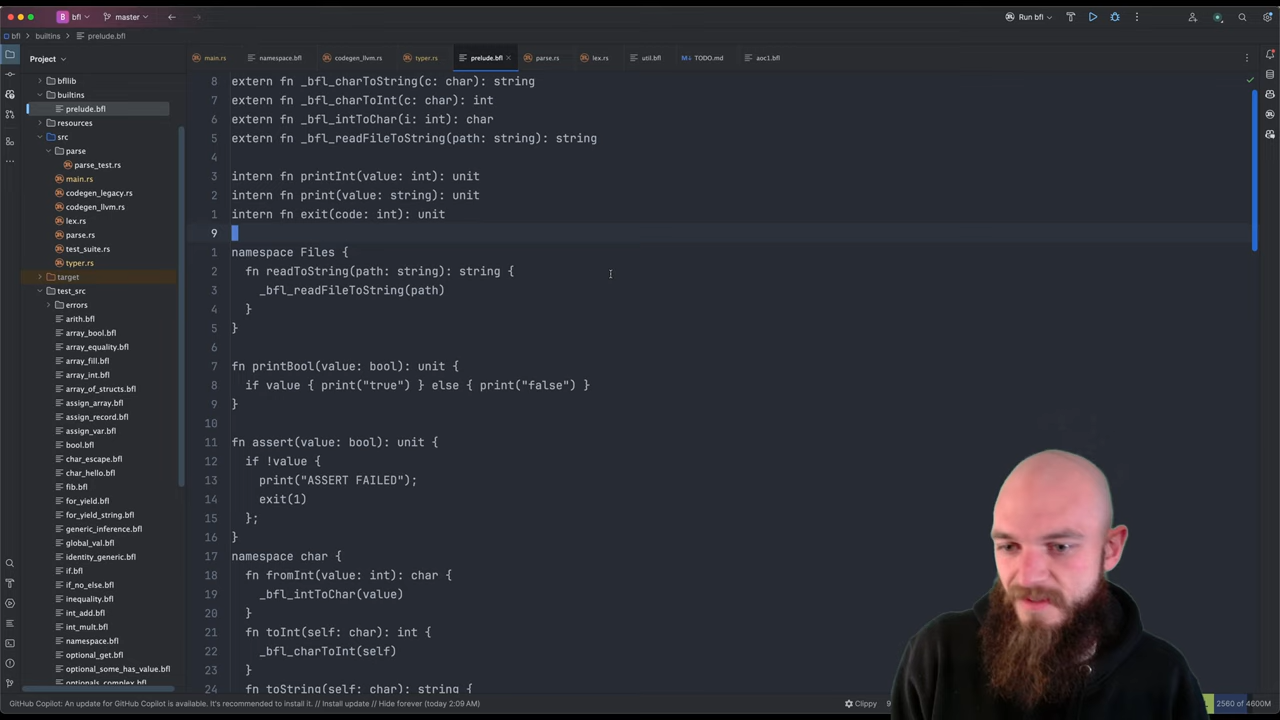 B bfl
master
Run bfl
bfl
builtins
prelude.bfl
Project
main.rs
namespace.bfl
codegen_llvm.rs
typer.rs
prelude.bfl
parse.rs
lex.rs
util.bfl
TODO.md
aoc1.bfl
bfllib
builtins
prelude.bfl
resources
src
parse
parse_test.rs
main.rs
codegen_legacy.rs
codegen_llvm.rs
lex.rs
parse.rs
test_suite.rs
typer.rs
target
test_src
errors
arith.bfl
array_bool.bfl
array_equality.bfl
array_fill.bfl
array_int.bfl
array_of_structs.bfl
assign_array.bfl
assign_record.bfl
assign_var.bfl
bool.bfl
char_escape.bfl
char_hello.bfl
fib.bfl
for_yield.bfl
for_yield_string.bfl
generic_inference.bfl
global_val.bfl
identity_generic.bfl
if.bfl
if_no_else.bfl
inequality.bfl
int_add.bfl
int_mult.bfl
namespace.bfl
optional_get.bfl
optional_some_has_value.bfl
optionals_complex.bfl
8 extern fn _bfl_charToString(c: char): string
7 extern fn _bfl_charToInt(c: char): int
6 extern fn _bfl_intToChar(i: int): char
5 extern fn _bfl_readFileToString(path: string): string
4
3 intern fn printInt(value: int): unit
2 intern fn print(value: string): unit
1 intern fn exit(code: int): unit
9
1 namespace Files {
2 fn readToString(path: string): string {
3 _bfl_readFileToString(path)
4 }
5 }
6
7 fn printBool(value: bool): unit {
8 if value { print("true") } else { print("false") }
9 }
10
11 fn assert(value: bool): unit {
12 if !value {
13 print("ASSERT FAILED");
14 exit(1)
15 };
16 }
17 namespace char {
18 fn fromInt(value: int): char {
19 _bfl_intToChar(value)
20 }
21 fn toInt(self: char): int {
22 _bfl_charToInt(self)
23 }
24 fn toString(self: char): string {
GitHub Copilot: An update for GitHub Copilot is available. It's recommended to install it. // Install update // Hide forever (today 2:09 AM)
Clippy
2560 of 4600M